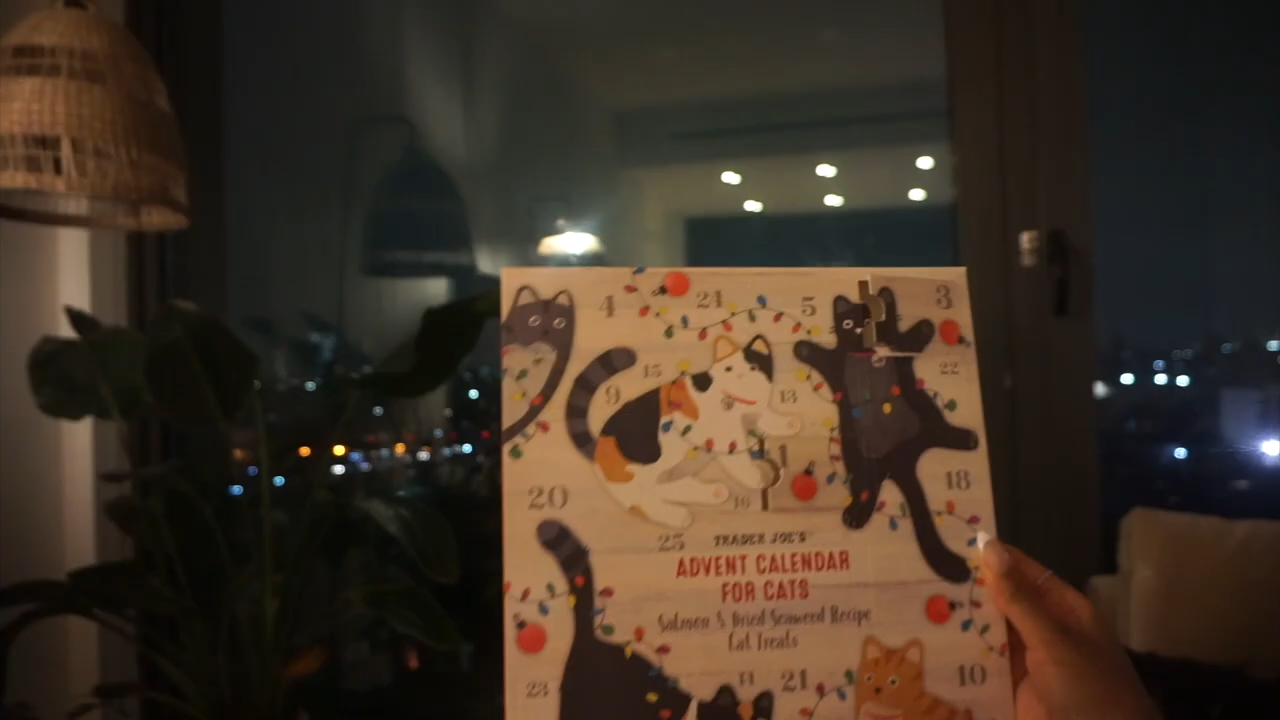 4 24 5 3
15 22
9 13
1
20 16 18
25 TRADER JOE'S
ADVENT CALENDAR
FOR CATS
Salmon & Dried Seaweed Recipe
Cat Treats
23 11 21 10